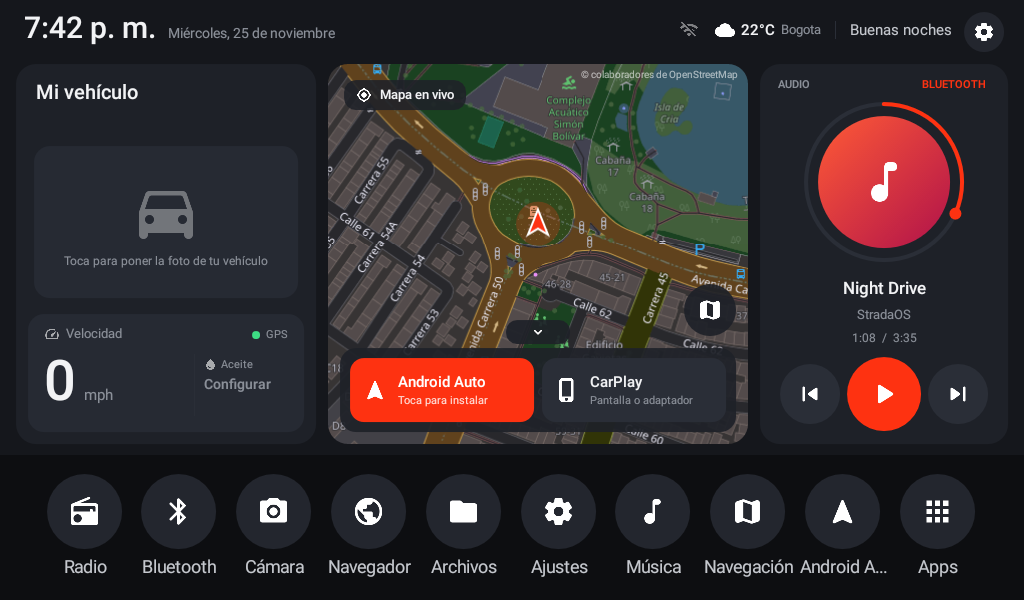 7:42 p. m.
Miércoles, 25 de noviembre
22°C Bogota
Buenas noches
Mi vehículo
Toca para poner la foto de tu vehículo
Velocidad
GPS
0 mph
Aceite
Configurar
© colaboradores de OpenStreetMap
Mapa en vivo
Complejo
Acuático
Simón
Bolívar
Isla de
Cría
Cabaña
17
Cabaña
18
Carrera 55
Calle 61
Carrera 54A
Carrera 54
Carrera 53
Carrera 50
45-21
46-28
Calle 62
Carrera 45
Avenida Ca
Edificio
Calle 60
Android Auto
Toca para instalar
CarPlay
Pantalla o adaptador
AUDIO
BLUETOOTH
Night Drive
StradaOS
1:08 / 3:35
Radio
Bluetooth
Cámara
Navegador
Archivos
Ajustes
Música
Navegación
Android A...
Apps